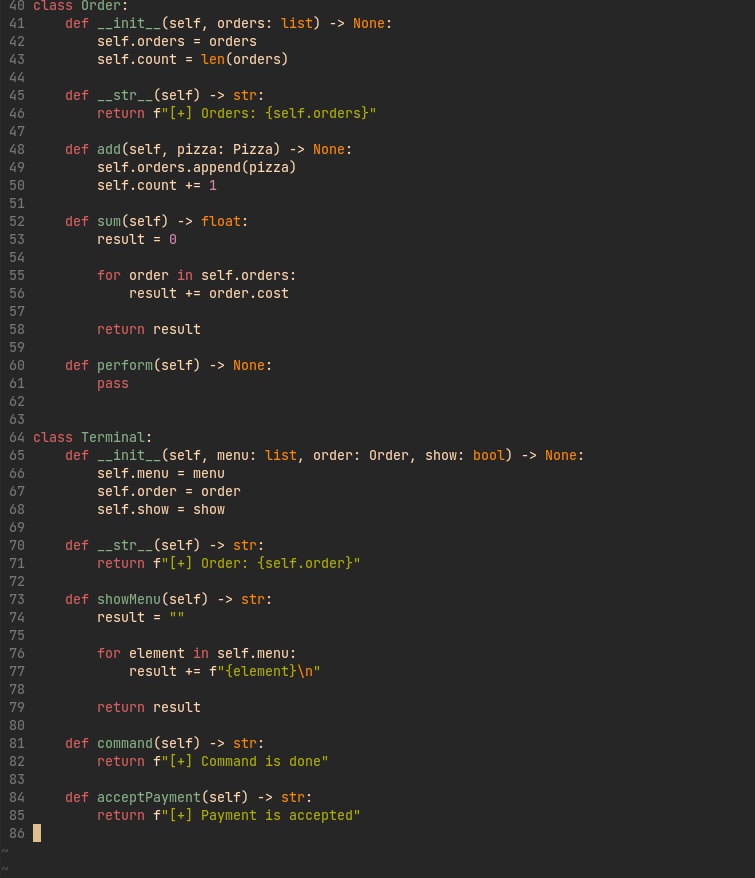 40 class Order:
41     def __init__(self, orders: list) -> None:
42         self.orders = orders
43         self.count = len(orders)
44
45     def __str__(self) -> str:
46         return f"[+] Orders: {self.orders}"
47
48     def add(self, pizza: Pizza) -> None:
49         self.orders.append(pizza)
50         self.count += 1
51
52     def sum(self) -> float:
53         result = 0
54
55         for order in self.orders:
56             result += order.cost
57
58         return result
59
60     def perform(self) -> None:
61         pass
62
63
64 class Terminal:
65     def __init__(self, menu: list, order: Order, show: bool) -> None:
66         self.menu = menu
67         self.order = order
68         self.show = show
69
70     def __str__(self) -> str:
71         return f"[+] Order: {self.order}"
72
73     def showMenu(self) -> str:
74         result = ""
75
76         for element in self.menu:
77             result += f"{element}\n"
78
79         return result
80
81     def command(self) -> str:
82         return f"[+] Command is done"
83
84     def acceptPayment(self) -> str:
85         return f"[+] Payment is accepted"
86
~
~